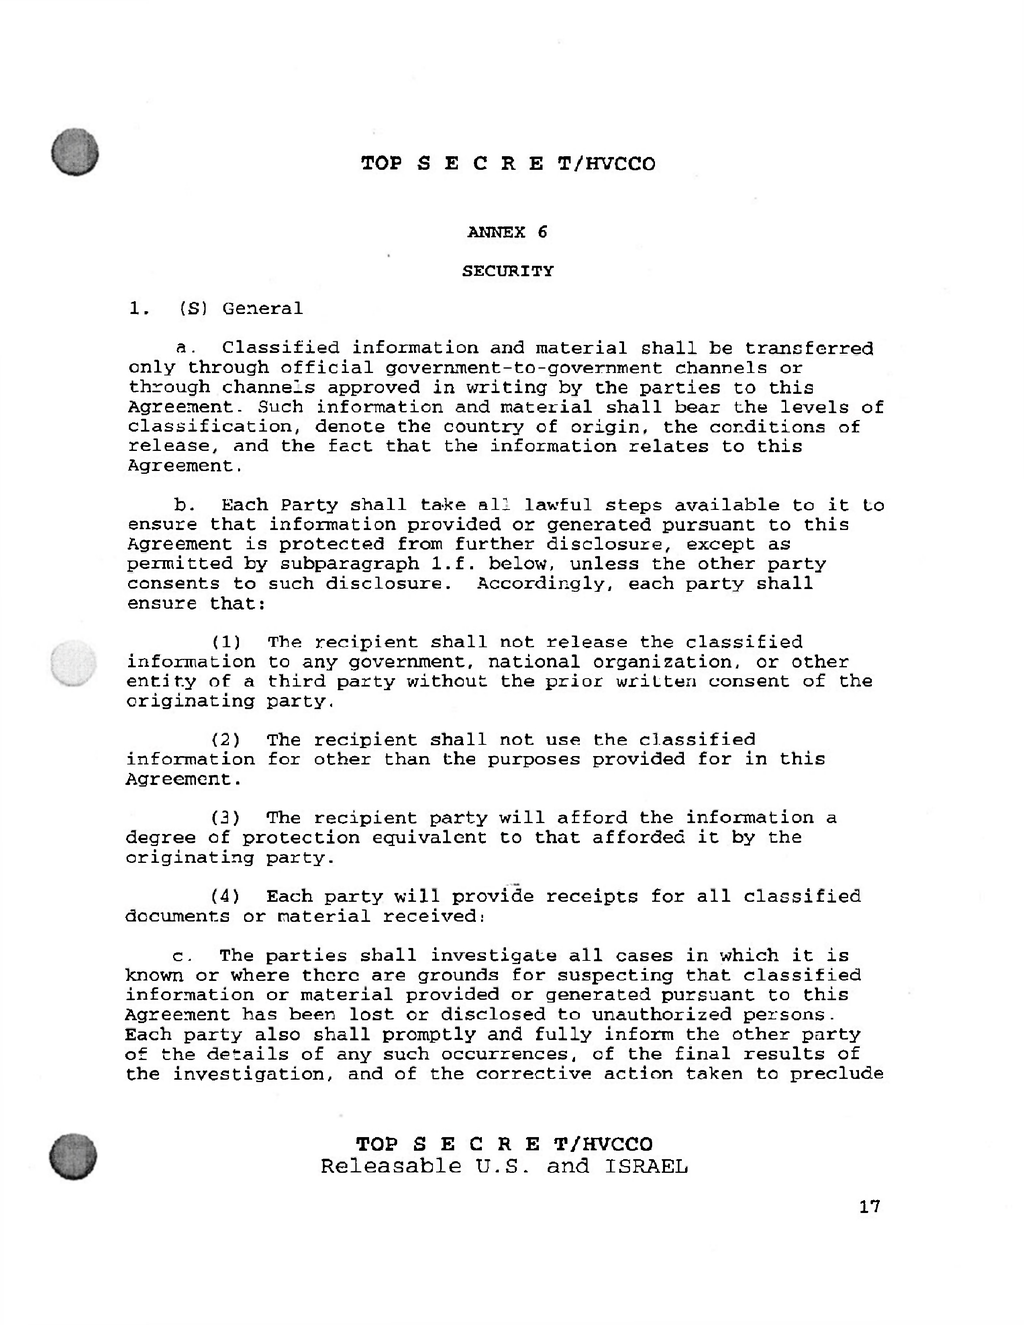 TOP S E C R E T/HVCCO
ANNEX 6
SECURITY
1. (S) General
a. Classified information and material shall be transferred
only through official government-to-government channels or
through channels approved in writing by the parties to this
Agreement. Such information and material shall bear the levels of
classification, denote the country of origin, the conditions of
release, and the fact that the information relates to this
Agreement.
b. Each Party shall take all lawful steps available to it to
ensure that information provided or generated pursuant to this
Agreement is protected from further disclosure, except as
permitted by subparagraph 1.f. below, unless the other party
consents to such disclosure. Accordingly, each party shall
ensure that:
(1) The recipient shall not release the classified
information to any government, national organization, or other
entity of a third party without the prior written consent of the
originating party.
(2) The recipient shall not use the classified
information for other than the purposes provided for in this
Agreement.
(3) The recipient party will afford the information a
degree of protection equivalent to that afforded it by the
originating party.
(4) Each party will provide receipts for all classified
documents or material received:
c. The parties shall investigate all cases in which it is
known or where there are grounds for suspecting that classified
information or material provided or generated pursuant to this
Agreement has been lost or disclosed to unauthorized persons.
Each party also shall promptly and fully inform the other party
of the details of any such occurrences, of the final results of
the investigation, and of the corrective action taken to preclude
TOP S E C R E T/HVCCO
Releasable U.S. and ISRAEL
17